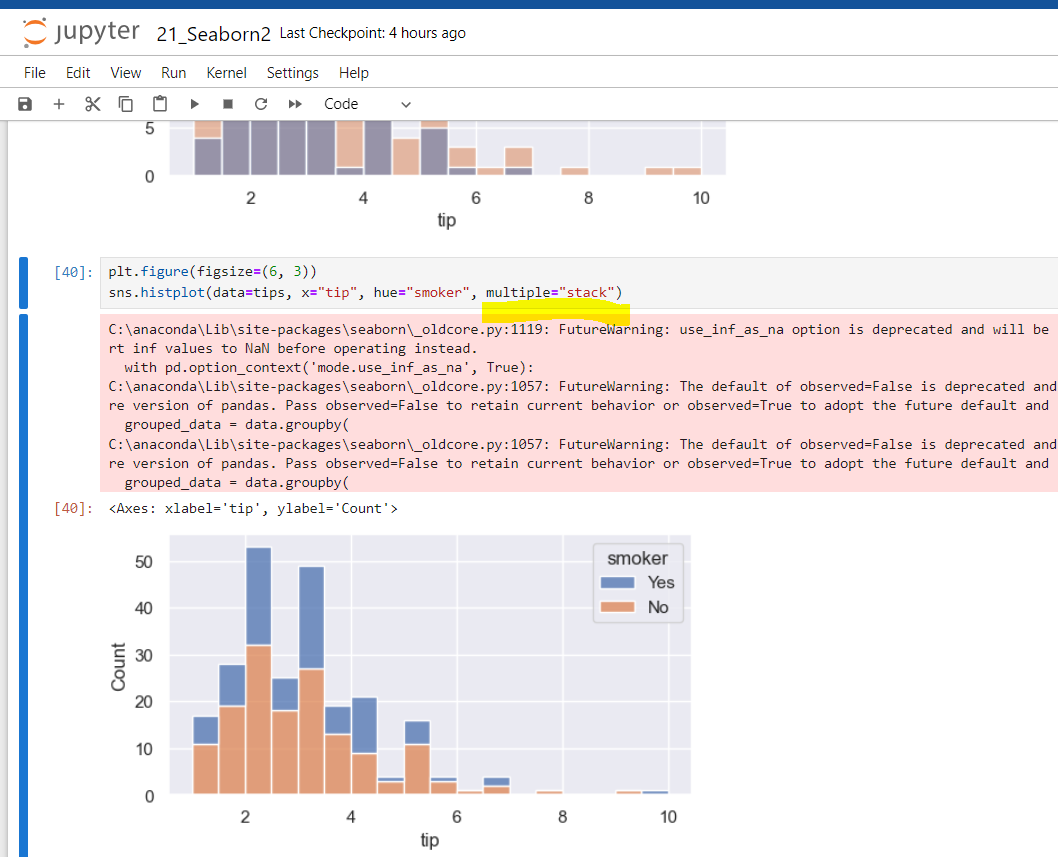 jupyter 21_Seaborn2 Last Checkpoint: 4 hours ago
File Edit View Run Kernel Settings Help
Code
5
0
2 4 6 8 10
tip
[40]: plt.figure(figsize=(6, 3))
sns.histplot(data=tips, x="tip", hue="smoker", multiple="stack")
C:\anaconda\Lib\site-packages\seaborn\_oldcore.py:1119: FutureWarning: use_inf_as_na option is deprecated and will be
rt inf values to NaN before operating instead.
with pd.option_context('mode.use_inf_as_na', True):
C:\anaconda\Lib\site-packages\seaborn\_oldcore.py:1057: FutureWarning: The default of observed=False is deprecated and
re version of pandas. Pass observed=False to retain current behavior or observed=True to adopt the future default and
grouped_data = data.groupby(
C:\anaconda\Lib\site-packages\seaborn\_oldcore.py:1057: FutureWarning: The default of observed=False is deprecated and
re version of pandas. Pass observed=False to retain current behavior or observed=True to adopt the future default and
grouped_data = data.groupby(
[40]: <Axes: xlabel='tip', ylabel='Count'>
smoker
Yes
No
50
40
30
20
10
0
Count
2 4 6 8 10
tip